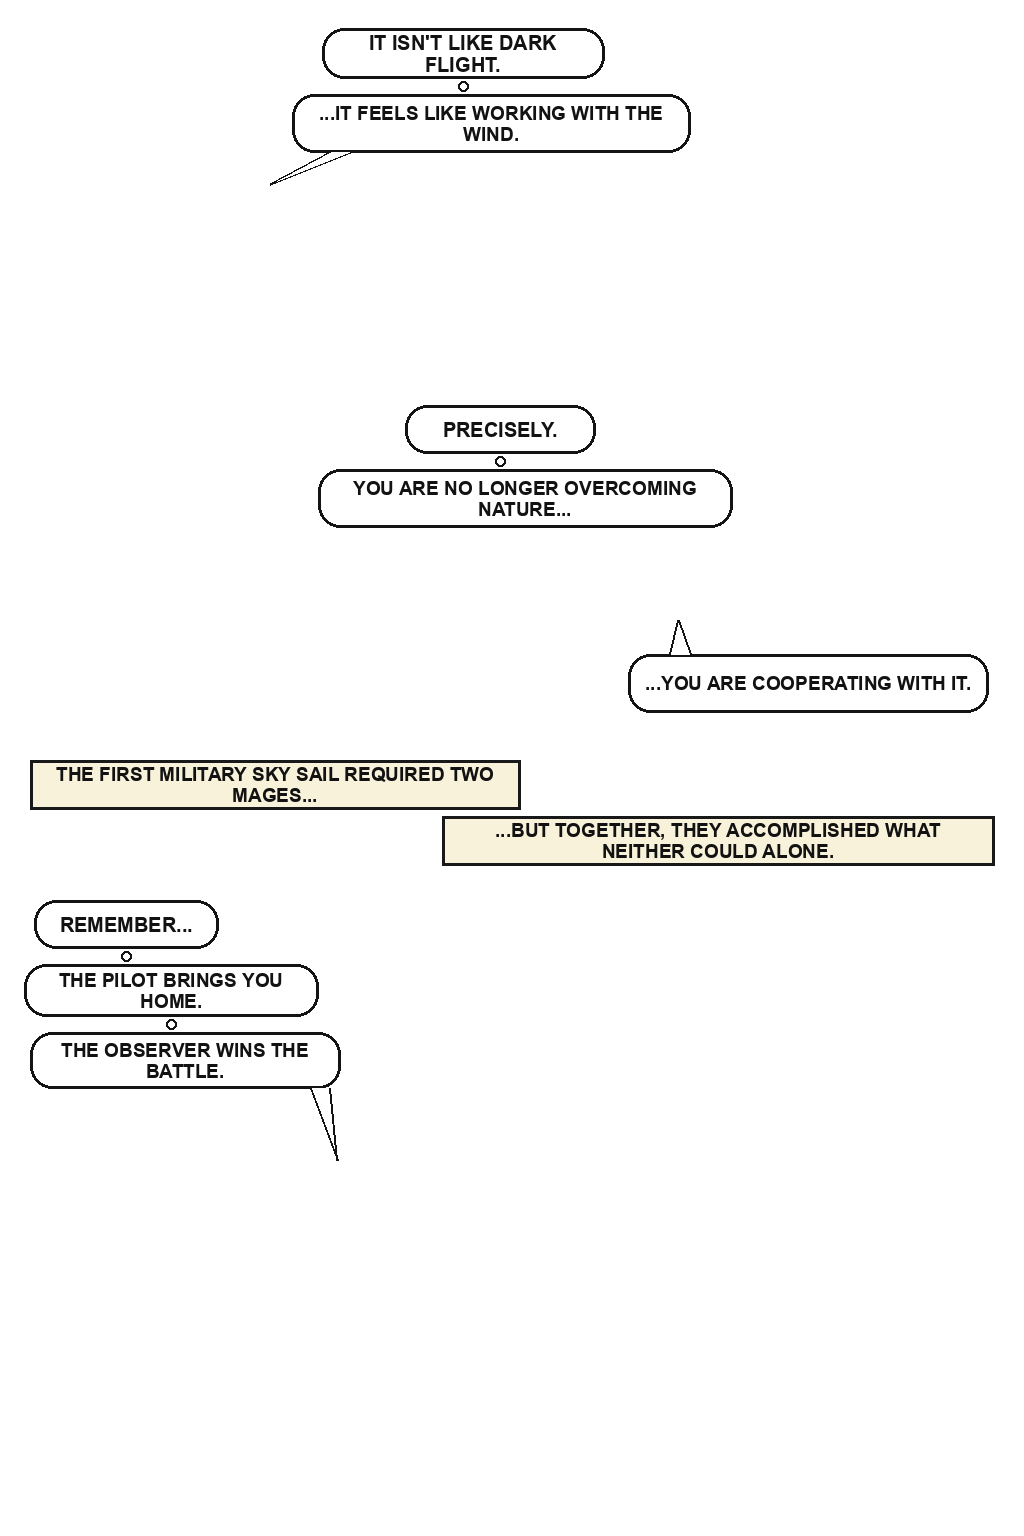 IT ISN'T LIKE DARK
FLIGHT.
...IT FEELS LIKE WORKING WITH THE
WIND.
PRECISELY.
YOU ARE NO LONGER OVERCOMING
NATURE...
...YOU ARE COOPERATING WITH IT.
THE FIRST MILITARY SKY SAIL REQUIRED TWO
MAGES...
...BUT TOGETHER, THEY ACCOMPLISHED WHAT
NEITHER COULD ALONE.
REMEMBER...
THE PILOT BRINGS YOU
HOME.
THE OBSERVER WINS THE
BATTLE.